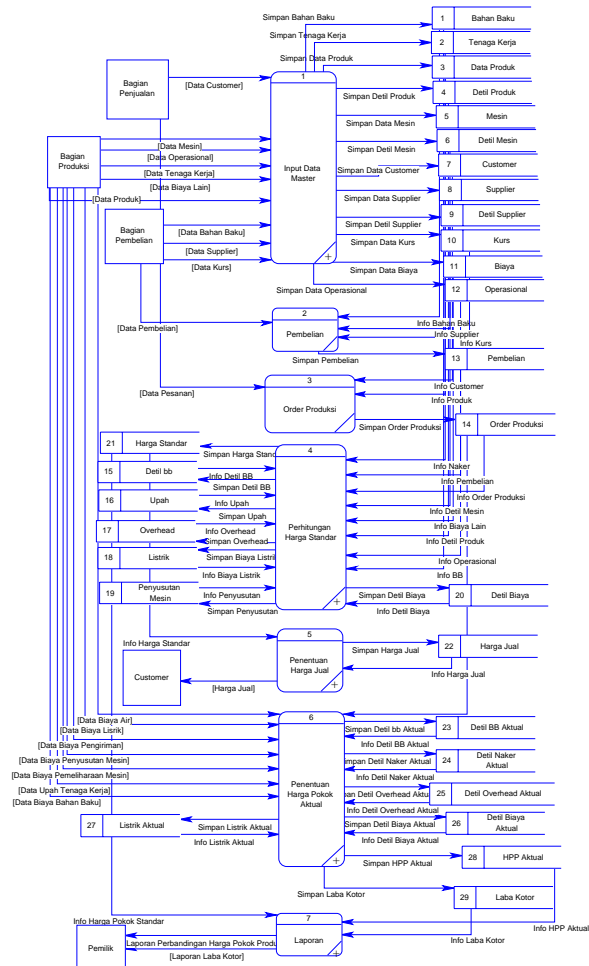 Simpan Bahan Baku
1 Bahan Baku
Simpan Tenaga Kerja
2 Tenaga Kerja
Simpan Data Produk
3 Data Produk
Bagian
Penjualan
[Data Customer]
1
Input Data
Master
Simpan Detil Produk
4 Detil Produk
Simpan Data Mesin
5 Mesin
Simpan Detil Mesin
6 Detil Mesin
Simpan Data Customer
7 Customer
Simpan Data Supplier
8 Supplier
Simpan Detil Supplier
9 Detil Supplier
Simpan Data Kurs
10 Kurs
Simpan Data Biaya
11 Biaya
Simpan Data Operasional
12 Operasional
Bagian
Produksi
[Data Mesin]
[Data Operasional]
[Data Tenaga Kerja]
[Data Biaya Lain]
[Data Produk]
Bagian
Pembelian
[Data Bahan Baku]
[Data Supplier]
[Data Kurs]
2
Pembelian
[Data Pembelian]
Info Bahan Baku
Info Supplier
Info Kurs
Simpan Pembelian
13 Pembelian
3
Order Produksi
[Data Pesanan]
Info Customer
Info Produk
Simpan Order Produksi
14 Order Produksi
21 Harga Standar
Simpan Harga Stand
15 Detil bb
Info Detil BB
Simpan Detil BB
16 Upah
Info Upah
Simpan Upah
17 Overhead
Info Overhead
Simpan Overhead
18 Listrik
Simpan Biaya Listrik
Info Biaya Listrik
19 Penyusutan
Mesin
Info Penyusutan
Simpan Penyusutan
4
Perhitungan
Harga Standar
Info Naker
Info Pembelian
Info Order Produksi
Info Detil Mesin
Info Biaya Lain
Info Detil Produk
Info Operasional
Info BB
Simpan Detil Biaya
20 Detil Biaya
Info Detil Biaya
5
Penentuan
Harga Jual
Info Harga Standar
Simpan Harga Jual
22 Harga Jual
Info Harga Jual
Customer
[Harga Jual]
6
Penentuan
Harga Pokok
Aktual
[Data Biaya Air]
[Data Biaya Lisrik]
[Data Biaya Pengiriman]
[Data Biaya Penyusutan Mesin]
[Data Biaya Pemeliharaan Mesin]
[Data Upah Tenaga Kerja]
[Data Biaya Bahan Baku]
Simpan Detil bb Aktual
23 Detil BB Aktual
Info Detil BB Aktual
impan Detil Naker Aktual
24 Detil Naker
Aktual
Info Detil Naker Aktual
pan Detil Overhead Aktual
25 Detil Overhead Aktual
Info Detil Overhead Aktual
Simpan Detil Biaya Aktual
26 Detil Biaya
Aktual
Info Detil Biaya Aktual
27 Listrik Aktual
Simpan Listrik Aktual
Info Listrik Aktual
Simpan HPP Aktual
28 HPP Aktual
Simpan Laba Kotor
29 Laba Kotor
7
Laporan
Info Harga Pokok Standar
Info HPP Aktual
Info Laba Kotor
Pemilik
Laporan Perbandingan Harga Pokok Produ
[Laporan Laba Kotor]